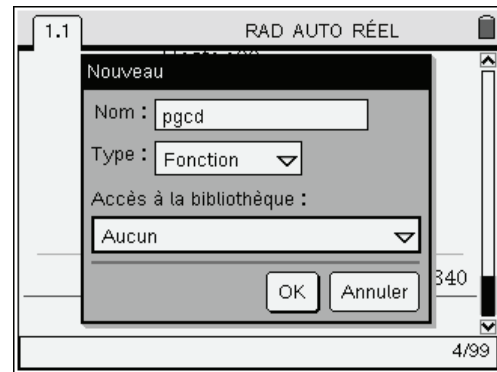 1.1 RAD AUTO RÉEL
Nouveau
Nom : pgcd
Type : Fonction
Accès à la bibliothèque :
Aucun
OK Annuler
340
4/99